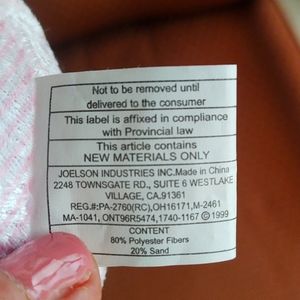 Not to be removed until
delivered to the consumer
This label is affixed in compliance
with Provincial law
This article contains
NEW MATERIALS ONLY
JOELSON INDUSTRIES INC.Made in China
2248 TOWNSGATE RD., SUITE 6 WESTLAKE
VILLAGE, CA.91361
REG.#:PA-2760(RC),OH16171,M-2461
MA-1041, ONT96R5474,1740-1167 ©1999
CONTENT
80% Polyester Fibers
20% Sand